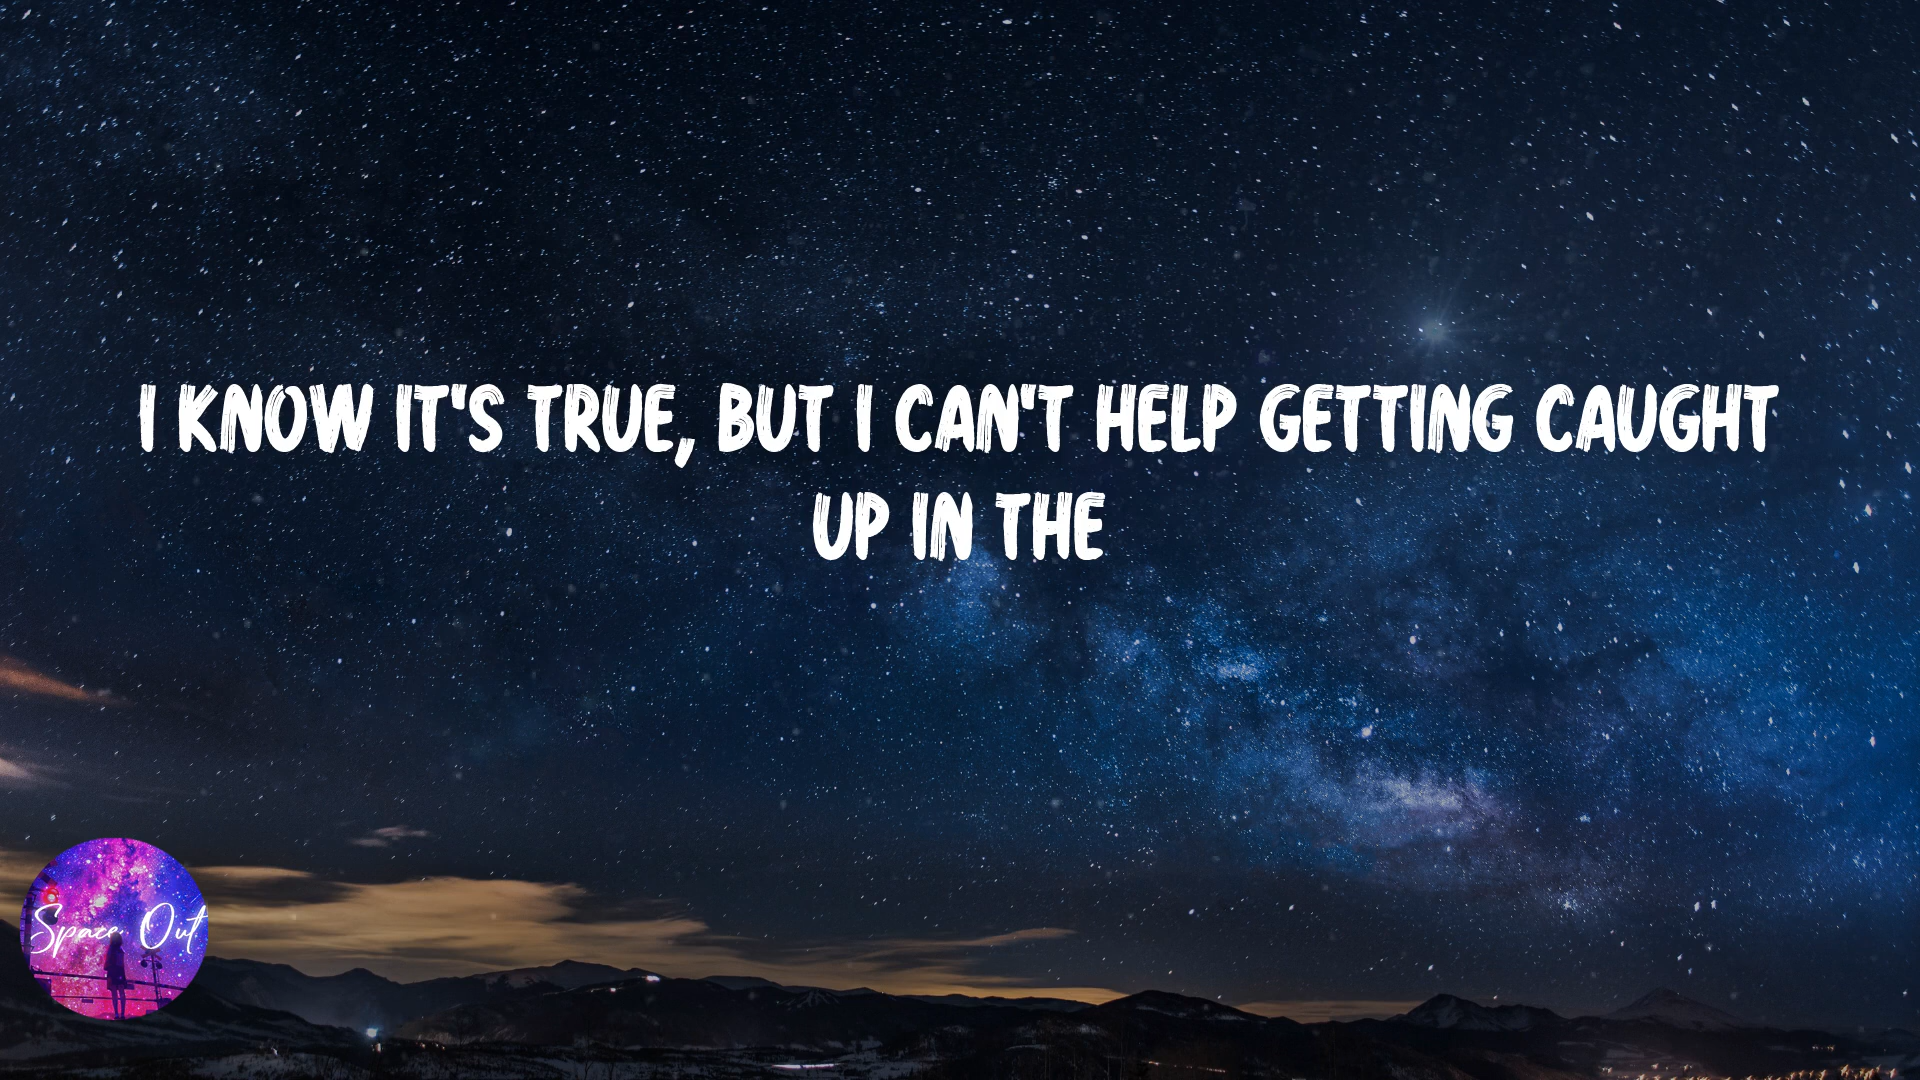 I KNOW IT'S TRUE, BUT I CAN'T HELP GETTING CAUGHT
UP IN THE
Space Out